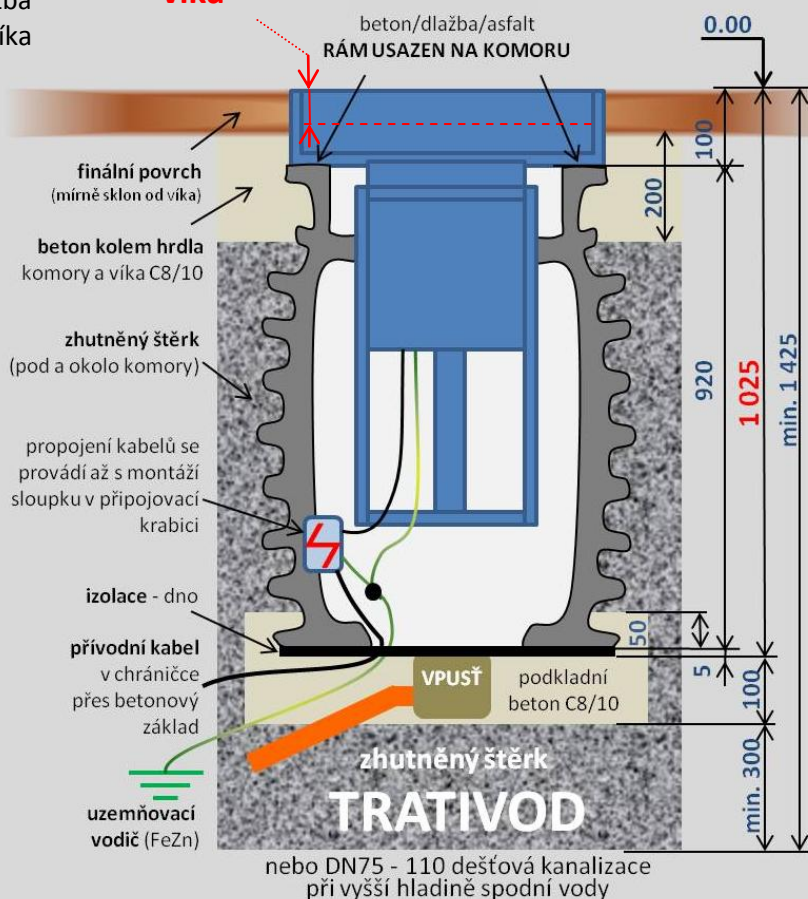 žba
íka
víka
beton/dlažba/asfalt
RÁM USAZEN NA KOMORU
0.00
finální povrch
(mírně sklon od víka)
beton kolem hrdla
komory a víka C8/10
zhutněný štěrk
(pod a okolo komory)
propojení kabelů se
provádí až s montáží
sloupku v připojovací
krabici
izolace - dno
přívodní kabel
v chráničce
přes betonový
základ
uzemňovací
vodič (FeZn)
VPUSŤ
podkladní
beton C8/10
zhutněný štěrk
TRATIVOD
nebo DN75 - 110 dešťová kanalizace
při vyšší hladině spodní vody
100
200
920
1 025
min. 1 425
50
5
100
min. 300